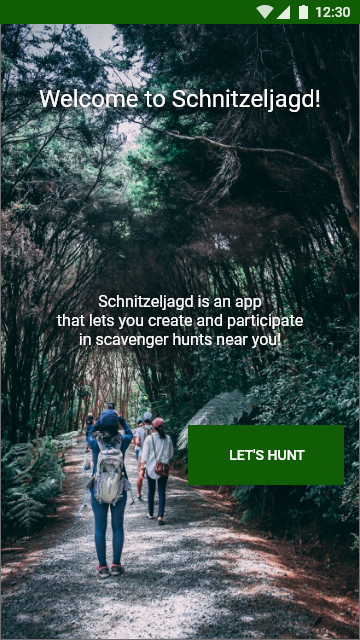 12:30
Welcome to Schnitzeljagd!
Schnitzeljagd is an app
that lets you create and participate
in scavenger hunts near you!
LET'S HUNT